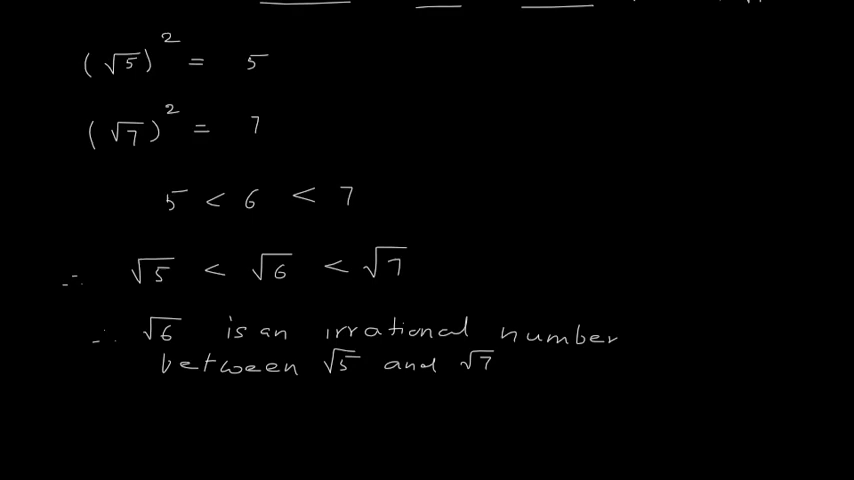 (√5)² = 5
(√7)² = 7
5 < 6 < 7
∴ √5 < √6 < √7
∴ √6 is an irrational number
between √5 and √7